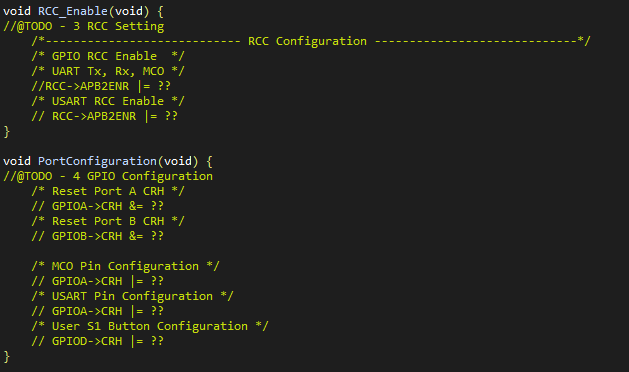 void RCC_Enable(void) {
//@TODO - 3 RCC Setting
/*---------------------------- RCC Configuration -----------------------------*/
/* GPIO RCC Enable  */
/* UART Tx, Rx, MCO */
//RCC->APB2ENR |= ??
/* USART RCC Enable */
// RCC->APB2ENR |= ??
}
void PortConfiguration(void) {
//@TODO - 4 GPIO Configuration
/* Reset Port A CRH */
// GPIOA->CRH &= ??
/* Reset Port B CRH */
// GPIOB->CRH &= ??
/* MCO Pin Configuration */
// GPIOA->CRH |= ??
/* USART Pin Configuration */
// GPIOA->CRH |= ??
/* User S1 Button Configuration */
// GPIOD->CRH |= ??
}